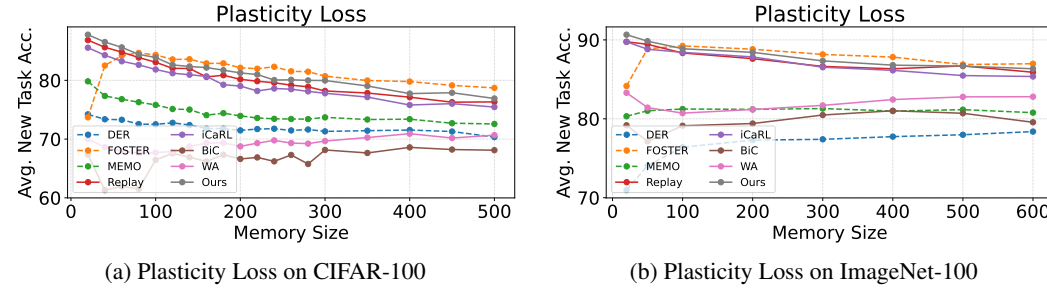 Plasticity Loss
Avg. New Task Acc.
80
70
60
DER
FOSTER
MEMO
Replay
iCaRL
BiC
WA
Ours
0
100
200
300
400
500
Memory Size
(a) Plasticity Loss on CIFAR-100
Plasticity Loss
Avg. New Task Acc.
90
80
70
DER
FOSTER
MEMO
Replay
iCaRL
BiC
WA
Ours
0
100
200
300
400
500
600
Memory Size
(b) Plasticity Loss on ImageNet-100